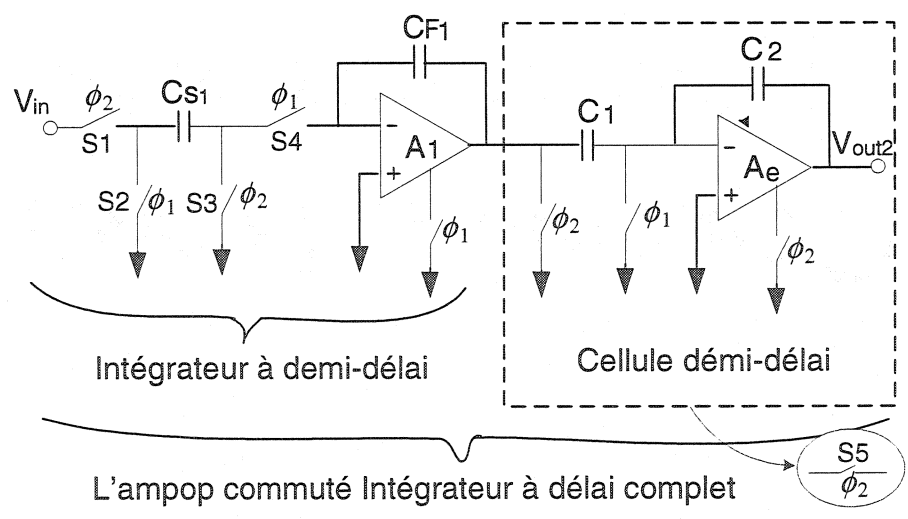 Vin
ϕ2
S1
Cs1
ϕ1
S4
CF1
−
+
A1
S2
ϕ1
S3
ϕ2
ϕ1
C1
C2
−
+
Ae
Vout2
ϕ2
ϕ1
ϕ2
Intégrateur à demi-délai
Cellule démi-délai
L'ampop commuté Intégrateur à délai complet
S5
ϕ2